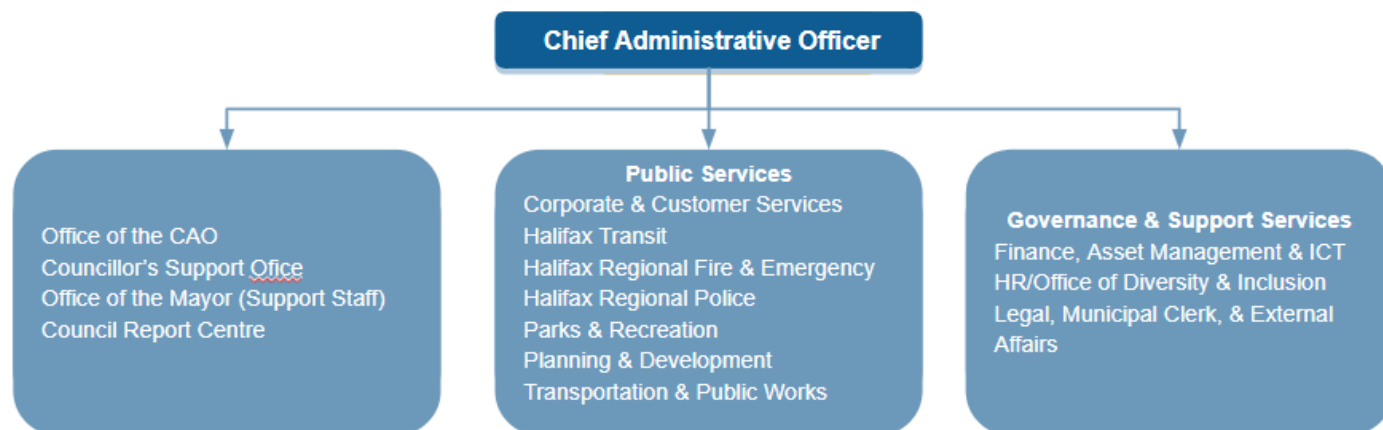 Chief Administrative Officer
Office of the CAO
Councillor's Support Ofice
Office of the Mayor (Support Staff)
Council Report Centre
Public Services
Corporate & Customer Services
Halifax Transit
Halifax Regional Fire & Emergency
Halifax Regional Police
Parks & Recreation
Planning & Development
Transportation & Public Works
Governance & Support Services
Finance, Asset Management & ICT
HR/Office of Diversity & Inclusion
Legal, Municipal Clerk, & External
Affairs